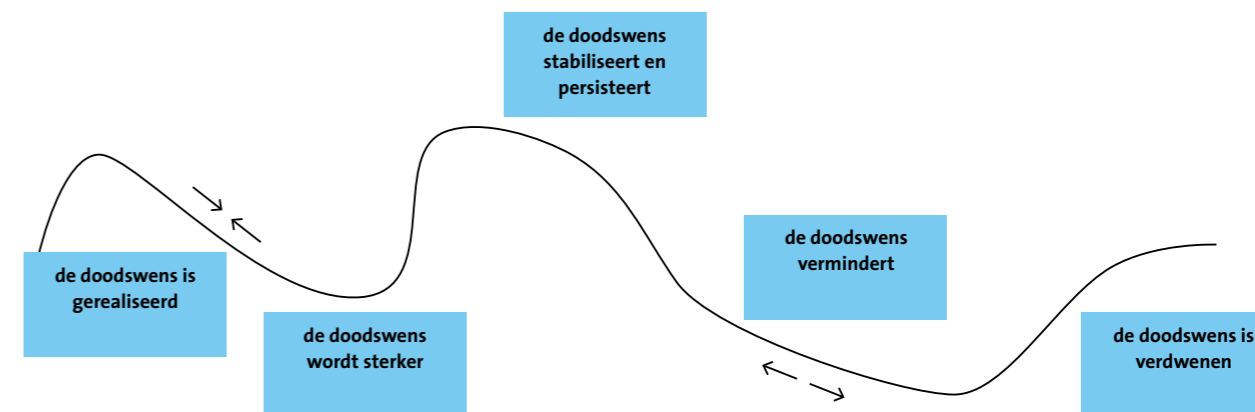 de doodswens
stabiliseert en
persisteert
de doodswens
vermindert
de doodswens is
gerealiseerd
de doodswens
wordt sterker
de doodswens is
verdwenen